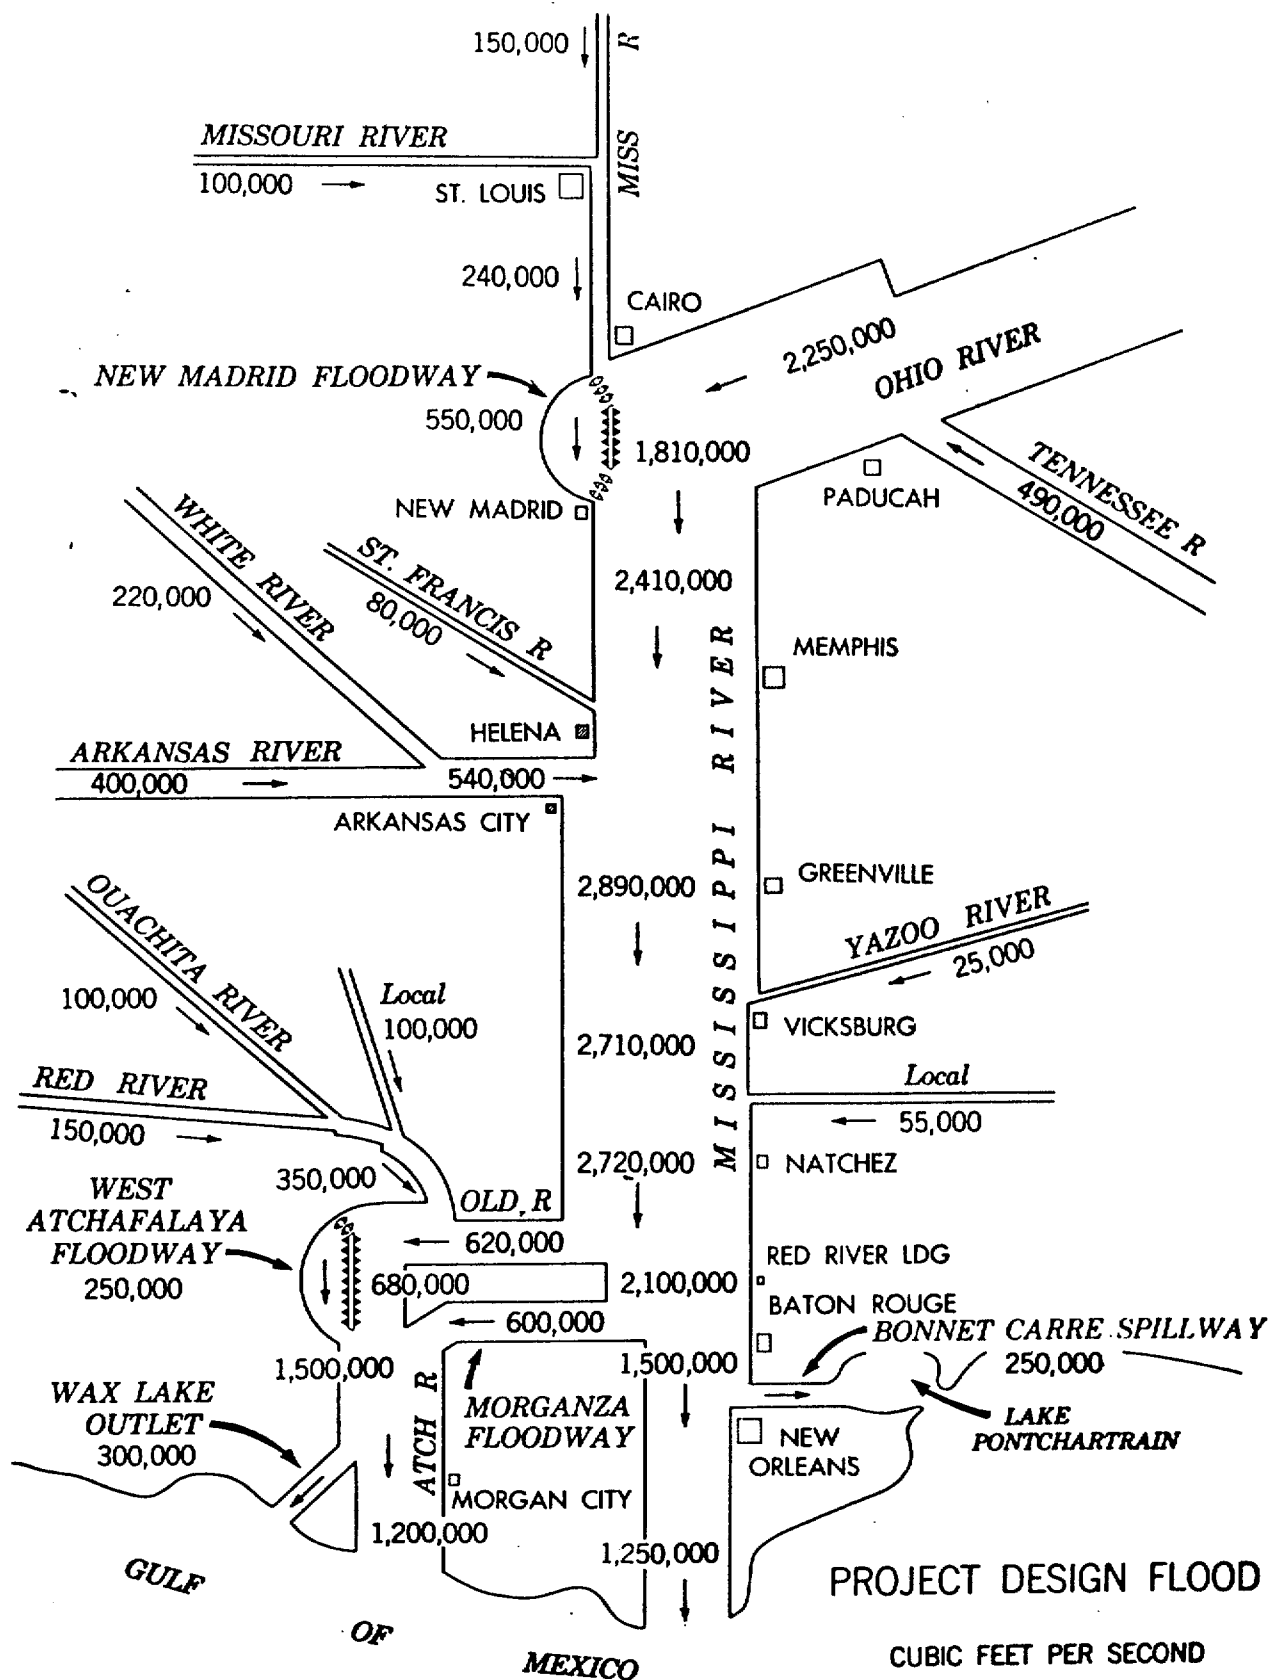 150,000
MISS R
MISSOURI RIVER
100,000
ST. LOUIS
240,000
CAIRO
2,250,000
OHIO RIVER
NEW MADRID FLOODWAY
550,000
1,810,000
PADUCAH
TENNESSEE R
490,000
NEW MADRID
WHITE RIVER
220,000
ST. FRANCIS R
80,000
2,410,000
MEMPHIS
HELENA
ARKANSAS RIVER
400,000
540,000
ARKANSAS CITY
MISSISSIPPI RIVER
2,890,000
GREENVILLE
OUACHITA RIVER
100,000
Local
100,000
YAZOO RIVER
25,000
2,710,000
VICKSBURG
RED RIVER
150,000
Local
55,000
2,720,000
NATCHEZ
350,000
WEST
ATCHAFALAYA
FLOODWAY
250,000
OLD R
620,000
680,000
2,100,000
RED RIVER LDG
BATON ROUGE
600,000
BONNET CARRE SPILLWAY
250,000
1,500,000
1,500,000
WAX LAKE
OUTLET
300,000
ATCH R
MORGANZA
FLOODWAY
LAKE
PONTCHARTRAIN
NEW
ORLEANS
MORGAN CITY
1,200,000
1,250,000
GULF
OF
MEXICO
PROJECT DESIGN FLOOD
CUBIC FEET PER SECOND